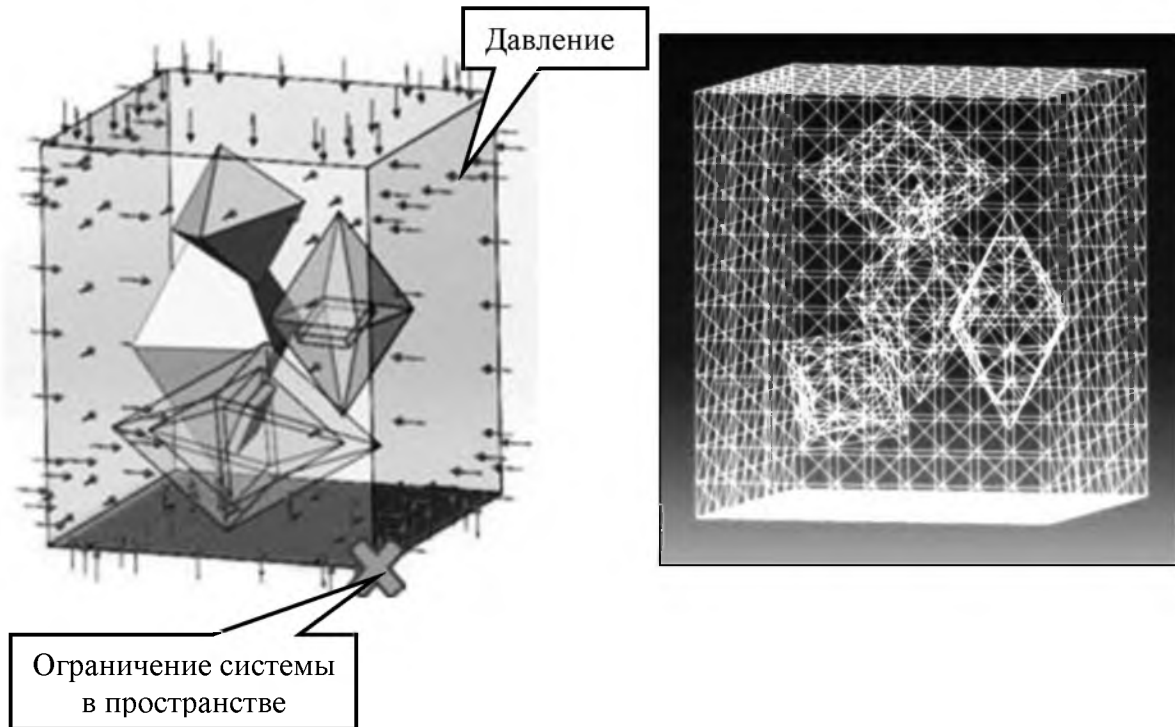 Давление
Ограничение системы
в пространстве